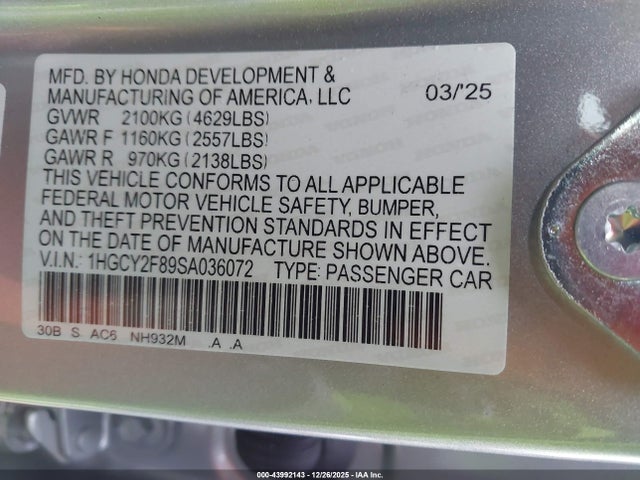 MFD. BY HONDA DEVELOPMENT &
MANUFACTURING OF AMERICA, LLC 03/'25
GVWR 2100KG (4629LBS)
GAWR F 1160KG (2557LBS)
GAWR R 970KG (2138LBS)
THIS VEHICLE CONFORMS TO ALL APPLICABLE
FEDERAL MOTOR VEHICLE SAFETY, BUMPER,
AND THEFT PREVENTION STANDARDS IN EFFECT
ON THE DATE OF MANUFACTURE SHOWN ABOVE.
V.I.N.: 1HGCY2F89SA036072 TYPE: PASSENGER CAR
30B S AC6 NH932M .A .A
000-43992143 - 12/26/2025 - IAA Inc.